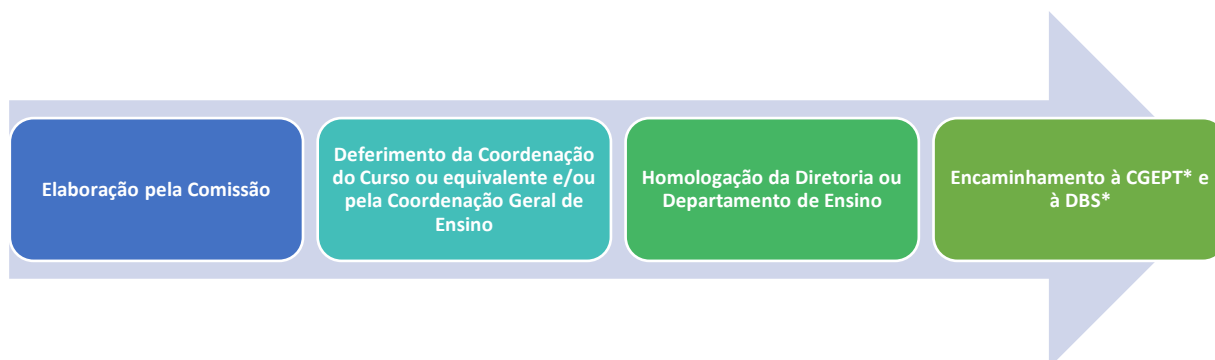 Elaboração pela Comissão
Deferimento da Coordenação
do Curso ou equivalente e/ou
pela Coordenação Geral de
Ensino
Homologação da Diretoria ou
Departamento de Ensino
Encaminhamento à CGEPT* e
à DBS*